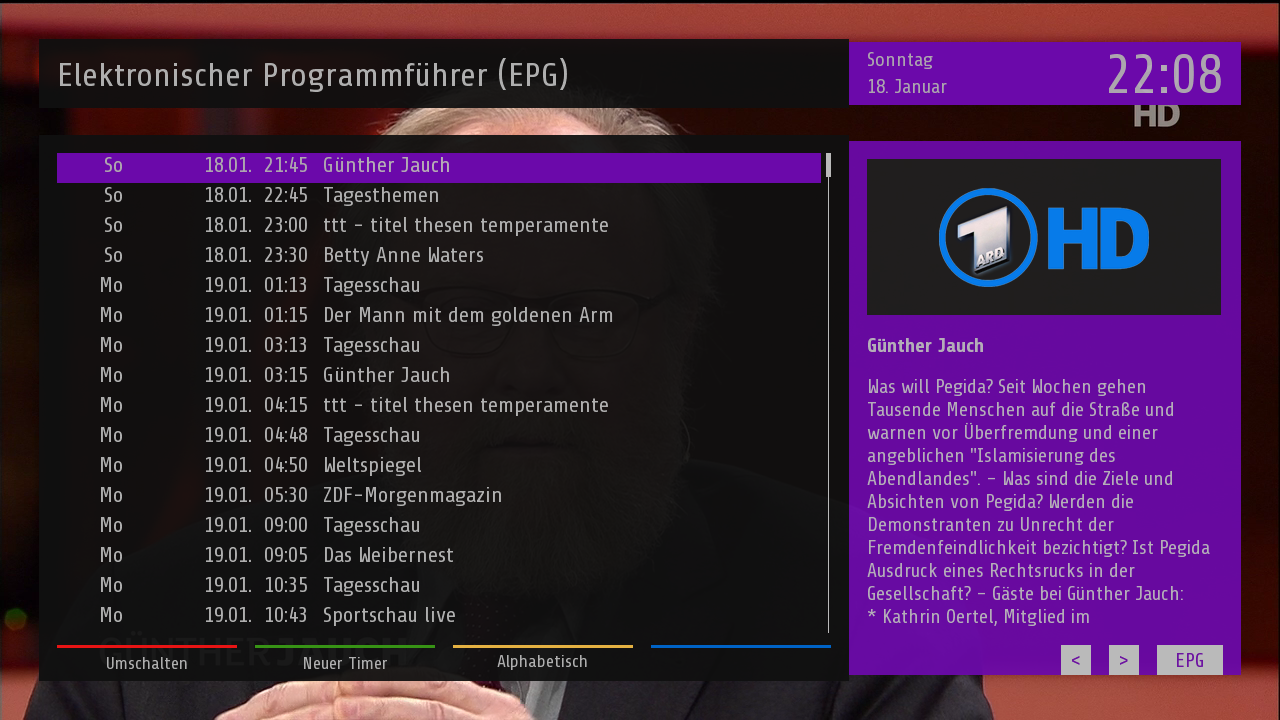 Elektronischer Programmführer (EPG)
Sonntag
18. Januar
22:08
HD
So 18.01. 21:45 Günther Jauch
So 18.01. 22:45 Tagesthemen
So 18.01. 23:00 ttt - titel thesen temperamente
So 18.01. 23:30 Betty Anne Waters
Mo 19.01. 01:13 Tagesschau
Mo 19.01. 01:15 Der Mann mit dem goldenen Arm
Mo 19.01. 03:13 Tagesschau
Mo 19.01. 03:15 Günther Jauch
Mo 19.01. 04:15 ttt - titel thesen temperamente
Mo 19.01. 04:48 Tagesschau
Mo 19.01. 04:50 Weltspiegel
Mo 19.01. 05:30 ZDF-Morgenmagazin
Mo 19.01. 09:00 Tagesschau
Mo 19.01. 09:05 Das Weibernest
Mo 19.01. 10:35 Tagesschau
Mo 19.01. 10:43 Sportschau live
GÜNTHER JAUCH
Umschalten
Neuer Timer
Alphabetisch
1 ARD HD
Günther Jauch
Was will Pegida? Seit Wochen gehen
Tausende Menschen auf die Straße und
warnen vor Überfremdung und einer
angeblichen "Islamisierung des
Abendlandes". - Was sind die Ziele und
Absichten von Pegida? Werden die
Demonstranten zu Unrecht der
Fremdenfeindlichkeit bezichtigt? Ist Pegida
Ausdruck eines Rechtsrucks in der
Gesellschaft? - Gäste bei Günther Jauch:
* Kathrin Oertel, Mitglied im
< > EPG